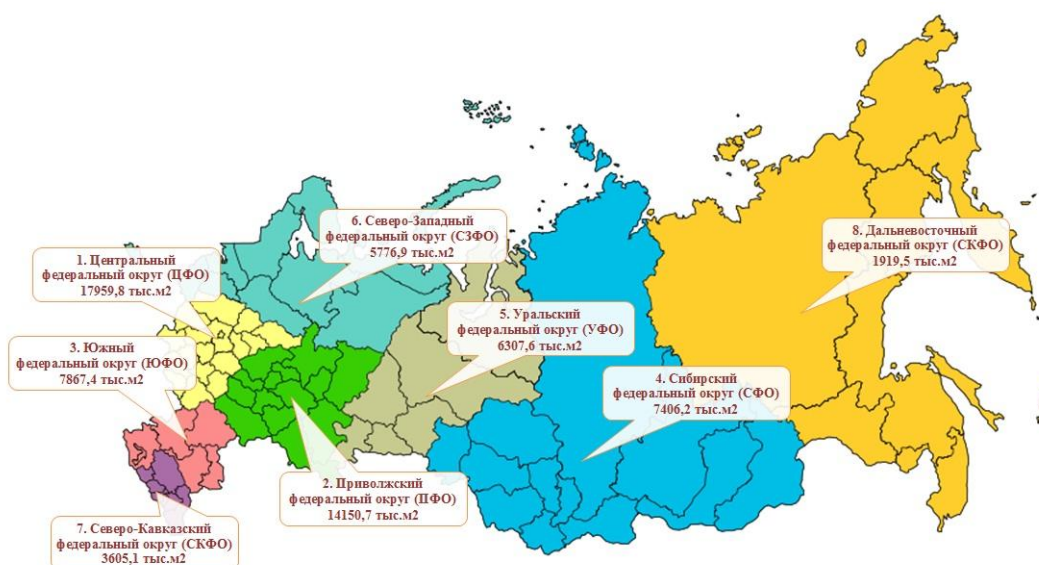 1. Центральный
федеральный округ (ЦФО)
17959,8 тыс.м2
2. Приволжский
федеральный округ (ПФО)
14150,7 тыс.м2
3. Южный
федеральный округ (ЮФО)
7867,4 тыс.м2
4. Сибирский
федеральный округ (СФО)
7406,2 тыс.м2
5. Уральский
федеральный округ (УФО)
6307,6 тыс.м2
6. Северо-Западный
федеральный округ (СЗФО)
5776,9 тыс.м2
7. Северо-Кавказский
федеральный округ (СКФО)
3605,1 тыс.м2
8. Дальневосточный
федеральный округ (СКФО)
1919,5 тыс.м2